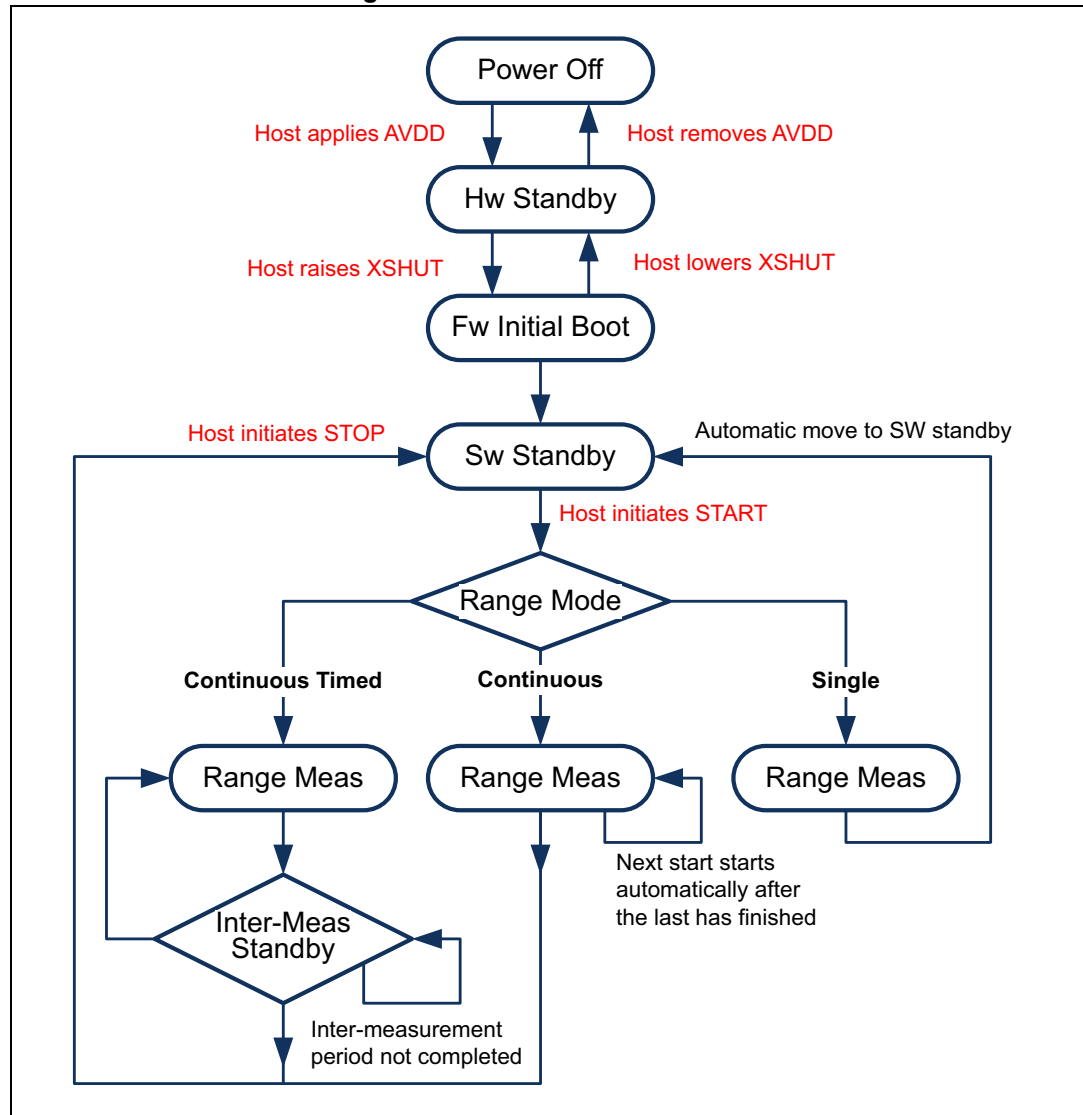 Power Off
Host applies AVDD
Host removes AVDD
Hw Standby
Host raises XSHUT
Host lowers XSHUT
Fw Initial Boot
Host initiates STOP
Automatic move to SW standby
Sw Standby
Host initiates START
Range Mode
Continuous Timed
Continuous
Single
Range Meas
Range Meas
Range Meas
Next start starts
automatically after
the last has finished
Inter-Meas
Standby
Inter-measurement
period not completed